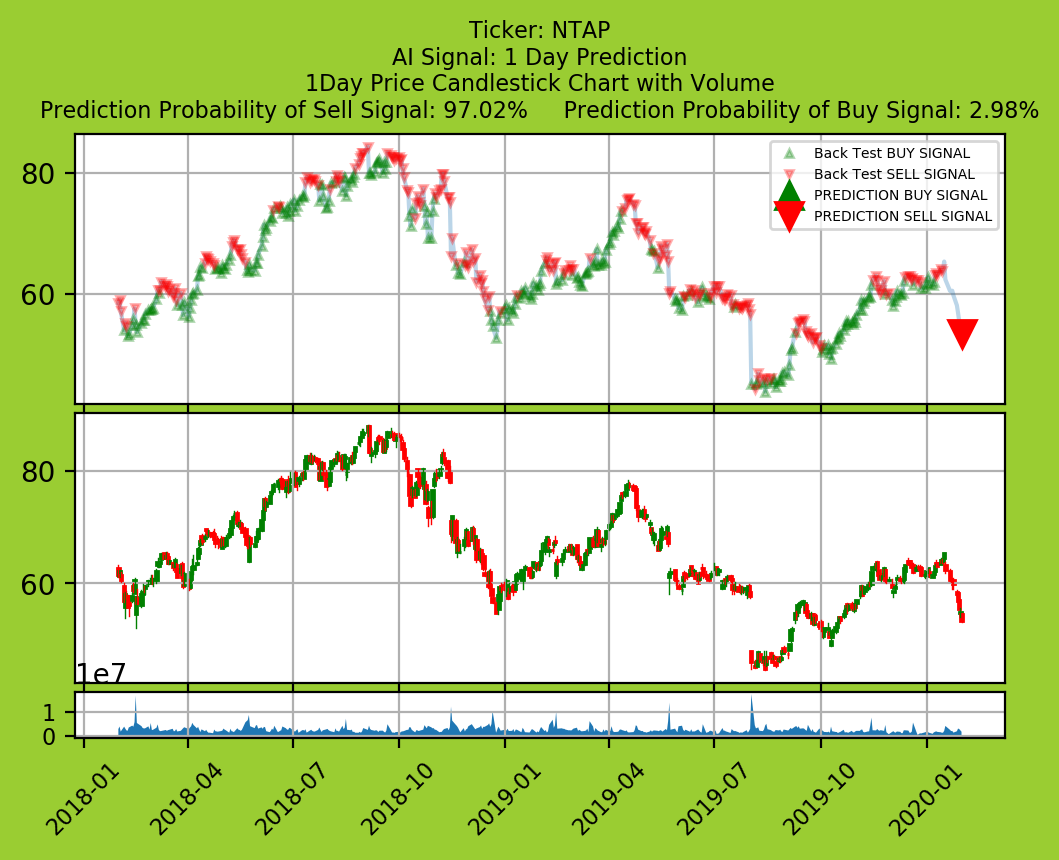 Ticker: NTAP
AI Signal: 1 Day Prediction
1Day Price Candlestick Chart with Volume
Prediction Probability of Sell Signal: 97.02% Prediction Probability of Buy Signal: 2.98%
Back Test BUY SIGNAL
Back Test SELL SIGNAL
PREDICTION BUY SIGNAL
PREDICTION SELL SIGNAL
80
60
80
60
1e7
1
0
2018-01
2018-04
2018-07
2018-10
2019-01
2019-04
2019-07
2019-10
2020-01